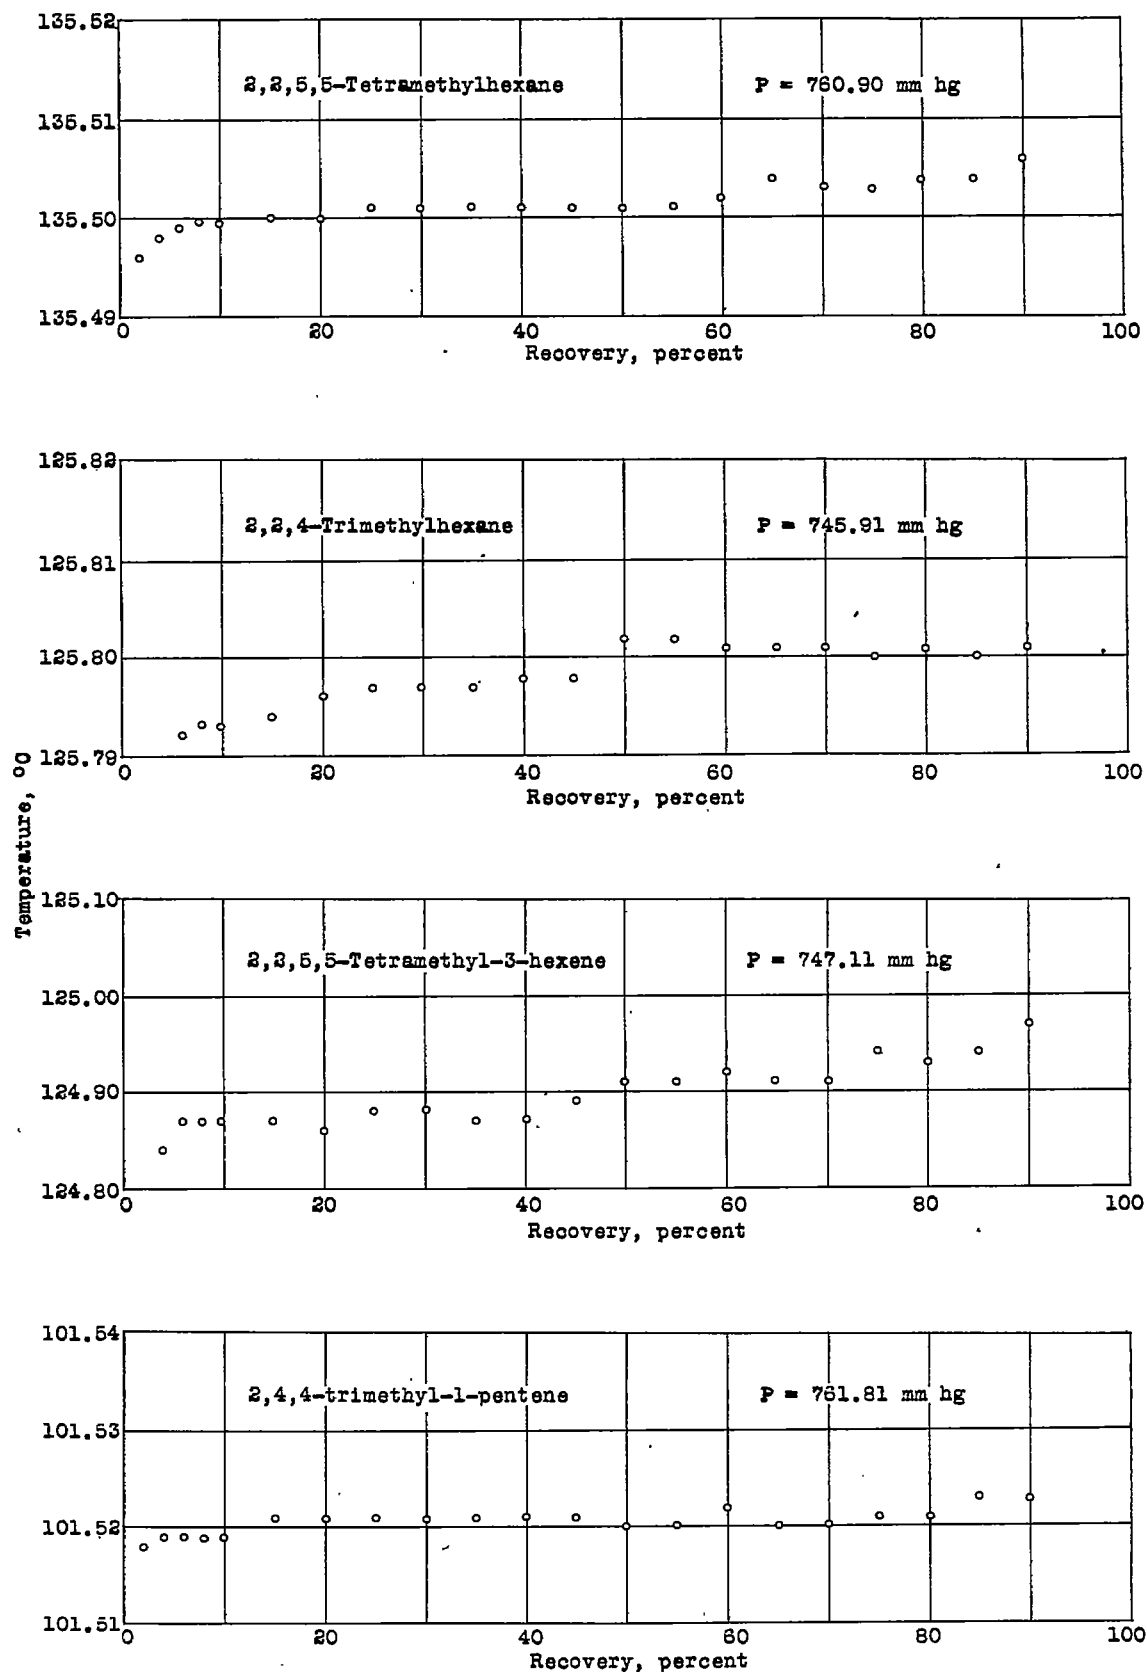 135.52
2,2,5,5-Tetramethylhexane P = 760.90 mm hg
135.51
135.50
135.49
0 20 40 60 80 100
Recovery, percent
125.82
2,2,4-Trimethylhexane P = 745.91 mm hg
125.81
125.80
125.79
0 20 40 60 80 100
Recovery, percent
Temperature, °C
125.10
2,2,5,5-Tetramethyl-3-hexene P = 747.11 mm hg
125.00
124.90
124.80
0 20 40 60 80 100
Recovery, percent
101.54
2,4,4-trimethyl-1-pentene P = 761.81 mm hg
101.53
101.52
101.51
0 20 40 60 80 100
Recovery, percent